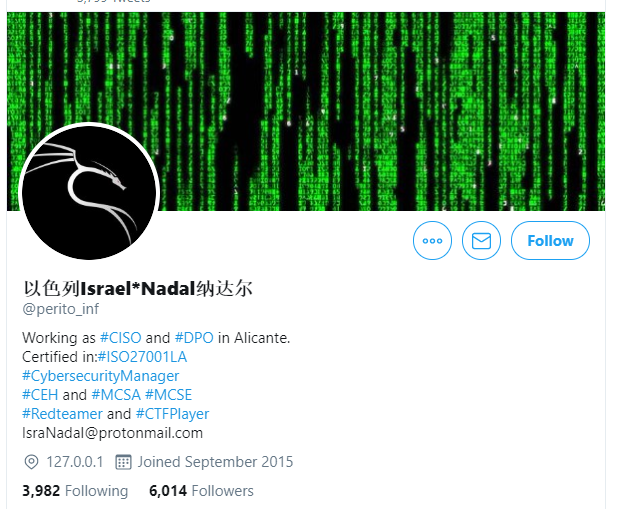 以色列Israel*Nadal纳达尔
@perito_inf
Follow
Working as #CISO and #DPO in Alicante.
Certified in:#ISO27001LA
#CybersecurityManager
#CEH and #MCSA #MCSE
#Redteamer and #CTFPlayer
IsraNadal@protonmail.com
127.0.0.1 Joined September 2015
3,982 Following 6,014 Followers